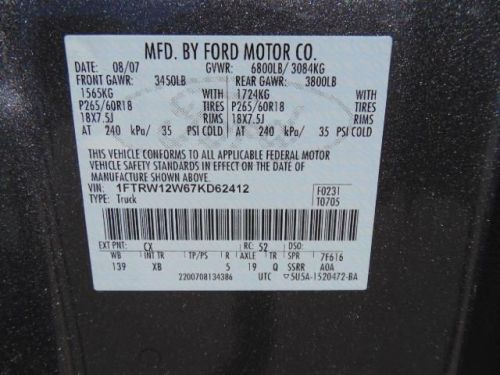 MFD. BY FORD MOTOR CO.
DATE: 08/07 GVWR: 6800LB/ 3084KG
FRONT GAWR: 3450LB REAR GAWR: 3800LB
1565KG 1724KG
P265/60R18 TIRES P265/60R18 TIRES
18X7.5J RIMS 18X7.5J RIMS
AT 240 kPa/ 35 PSI COLD AT 240 kPa/ 35 PSI COLD
THIS VEHICLE CONFORMS TO ALL APPLICABLE FEDERAL MOTOR
VEHICLE SAFETY STANDARDS IN EFFECT ON THE DATE OF
MANUFACTURE SHOWN ABOVE.
VIN: 1FTRW12W67KD62412 F0231
TYPE: Truck T0705
EXT PNT: CX RC: 52 DSO:
WB INT TR TP/PS R AXLE TR SPR 7F616
139 XB 5 19 Q SSRR AOA
2200708134386 UTC 5U5A-1520472-BA